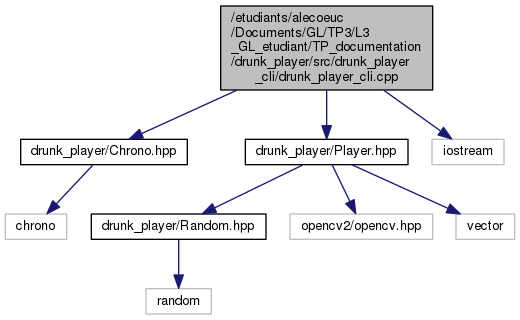 /etudiants/alecoeuc
/Documents/GL/TP3/L3
_GL_etudiant/TP_documentation
/drunk_player/src/drunk_player
_cli/drunk_player_cli.cpp
drunk_player/Chrono.hpp
drunk_player/Player.hpp
iostream
chrono
drunk_player/Random.hpp
opencv2/opencv.hpp
vector
random